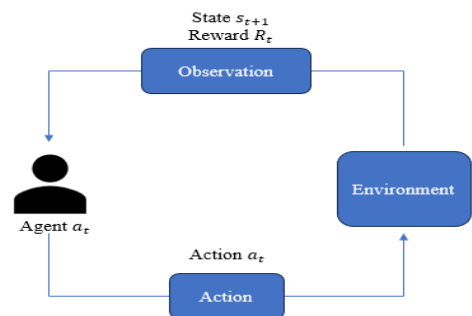 State s_{t+1}
Reward R_t
Observation
Environment
Agent a_t
Action a_t
Action